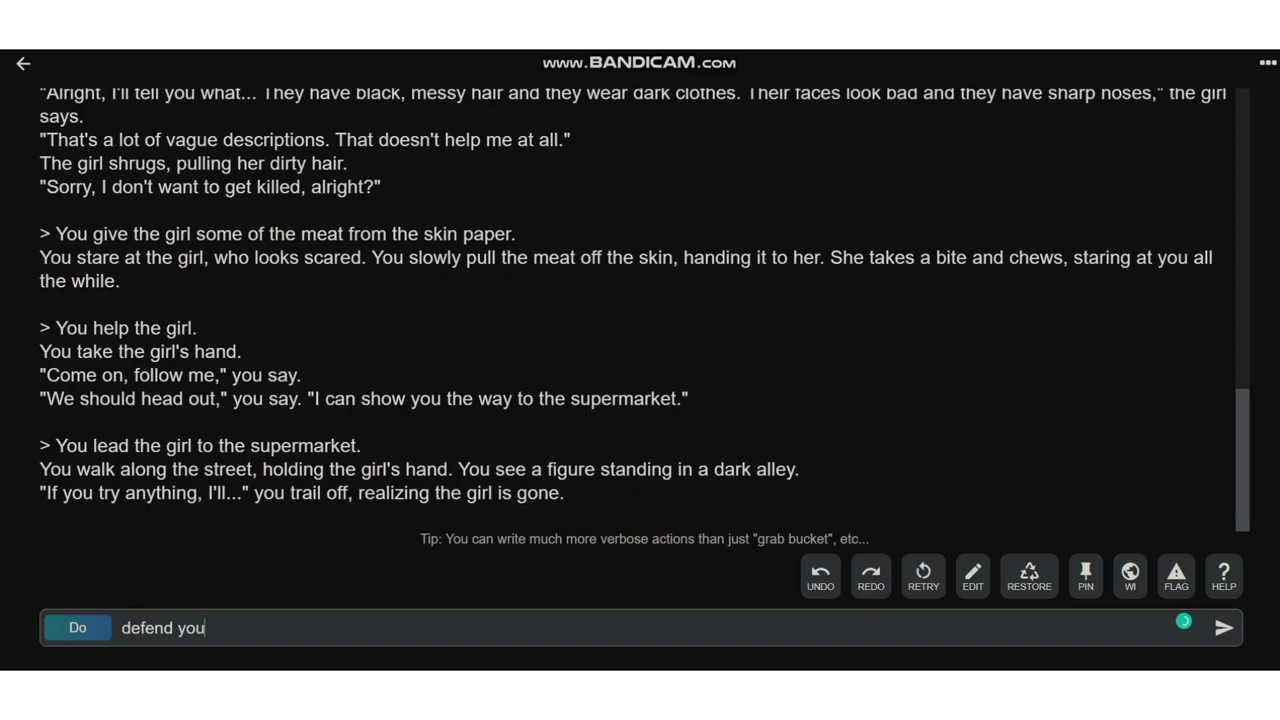 www.BANDICAM.com
"Alright, I'll tell you what... They have black, messy hair and they wear dark clothes. Their faces look bad and they have sharp noses," the girl
says.
"That's a lot of vague descriptions. That doesn't help me at all."
The girl shrugs, pulling her dirty hair.
"Sorry, I don't want to get killed, alright?"
> You give the girl some of the meat from the skin paper.
You stare at the girl, who looks scared. You slowly pull the meat off the skin, handing it to her. She takes a bite and chews, staring at you all
the while.
> You help the girl.
You take the girl's hand.
"Come on, follow me," you say.
"We should head out," you say. "I can show you the way to the supermarket."
> You lead the girl to the supermarket.
You walk along the street, holding the girl's hand. You see a figure standing in a dark alley.
"If you try anything, I'll..." you trail off, realizing the girl is gone.
Tip: You can write much more verbose actions than just "grab bucket", etc...
UNDO REDO RETRY EDIT RESTORE PIN WI FLAG HELP
Do defend you